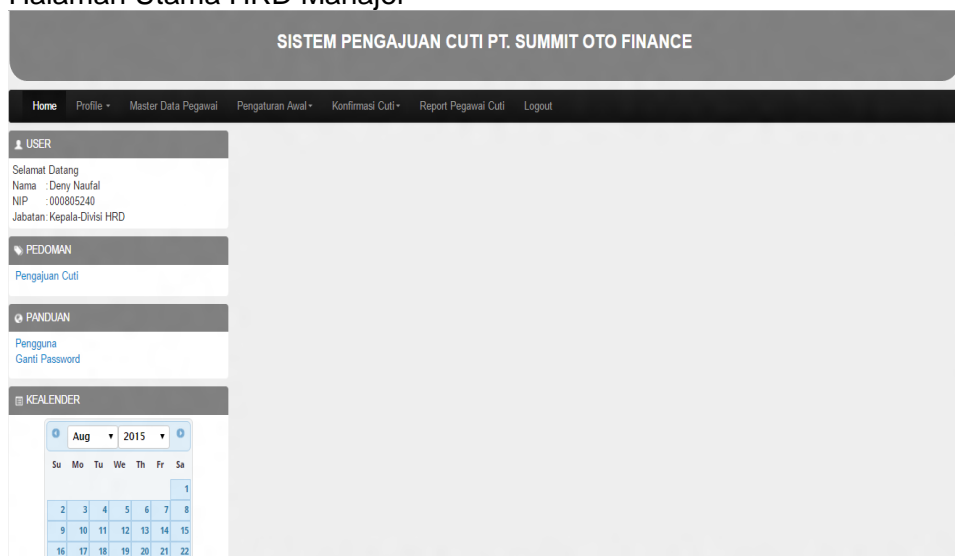 Halaman Utama HRD Manajer
SISTEM PENGAJUAN CUTI PT. SUMMIT OTO FINANCE
Home Profile Master Data Pegawai Pengaturan Awal Konfirmasi Cuti Report Pegawai Cuti Logout
USER
Selamat Datang
Nama : Deny Naufal
NIP : 000805240
Jabatan: Kepala-Divisi HRD
PEDOMAN
Pengajuan Cuti
PANDUAN
Pengguna
Ganti Password
KEALENDER
Aug 2015
Su Mo Tu We Th Fr Sa
1
2 3 4 5 6 7 8
9 10 11 12 13 14 15
16 17 18 19 20 21 22